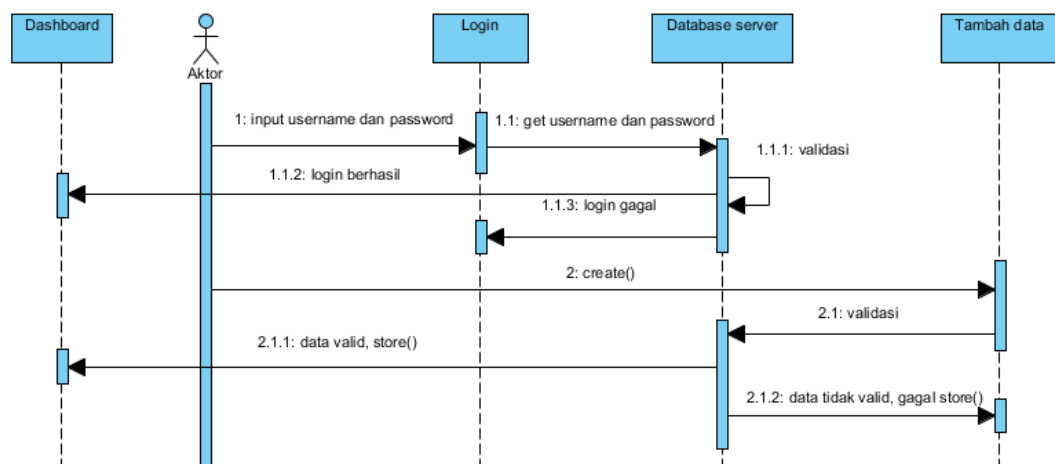 Dashboard
Aktor
Login
Database server
Tambah data
1: input username dan password
1.1: get username dan password
1.1.1: validasi
1.1.2: login berhasil
1.1.3: login gagal
2: create()
2.1: validasi
2.1.1: data valid, store()
2.1.2: data tidak valid, gagal store()